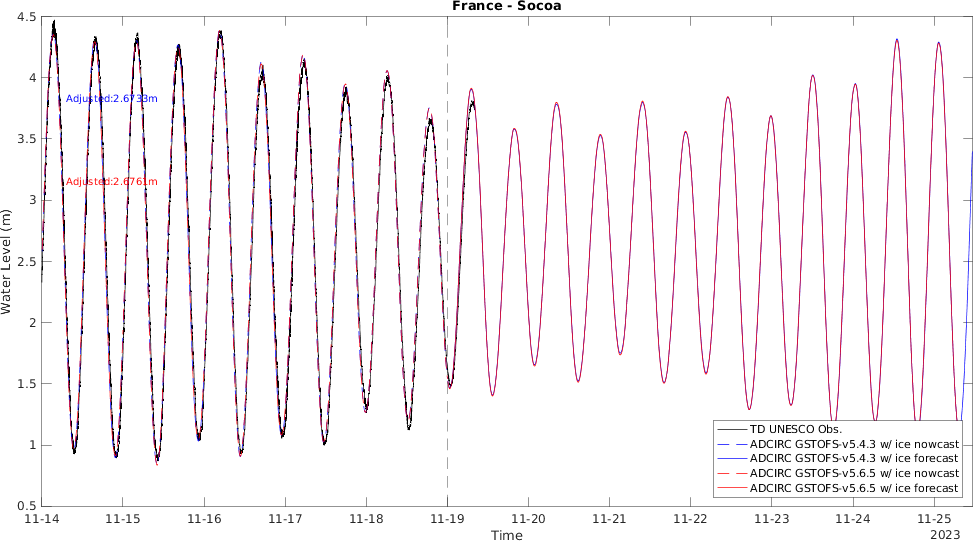 France - Socoa
4.5
4
3.5
3
2.5
2
1.5
1
0.5
Water Level (m)
Adjusted:2.6733m
Adjusted:2.6761m
TD UNESCO Obs.
ADCIRC GSTOFS-v5.4.3 w/ ice nowcast
ADCIRC GSTOFS-v5.4.3 w/ ice forecast
ADCIRC GSTOFS-v5.6.5 w/ ice nowcast
ADCIRC GSTOFS-v5.6.5 w/ ice forecast
11-14 11-15 11-16 11-17 11-18 11-19 11-20 11-21 11-22 11-23 11-24 11-25
Time
2023